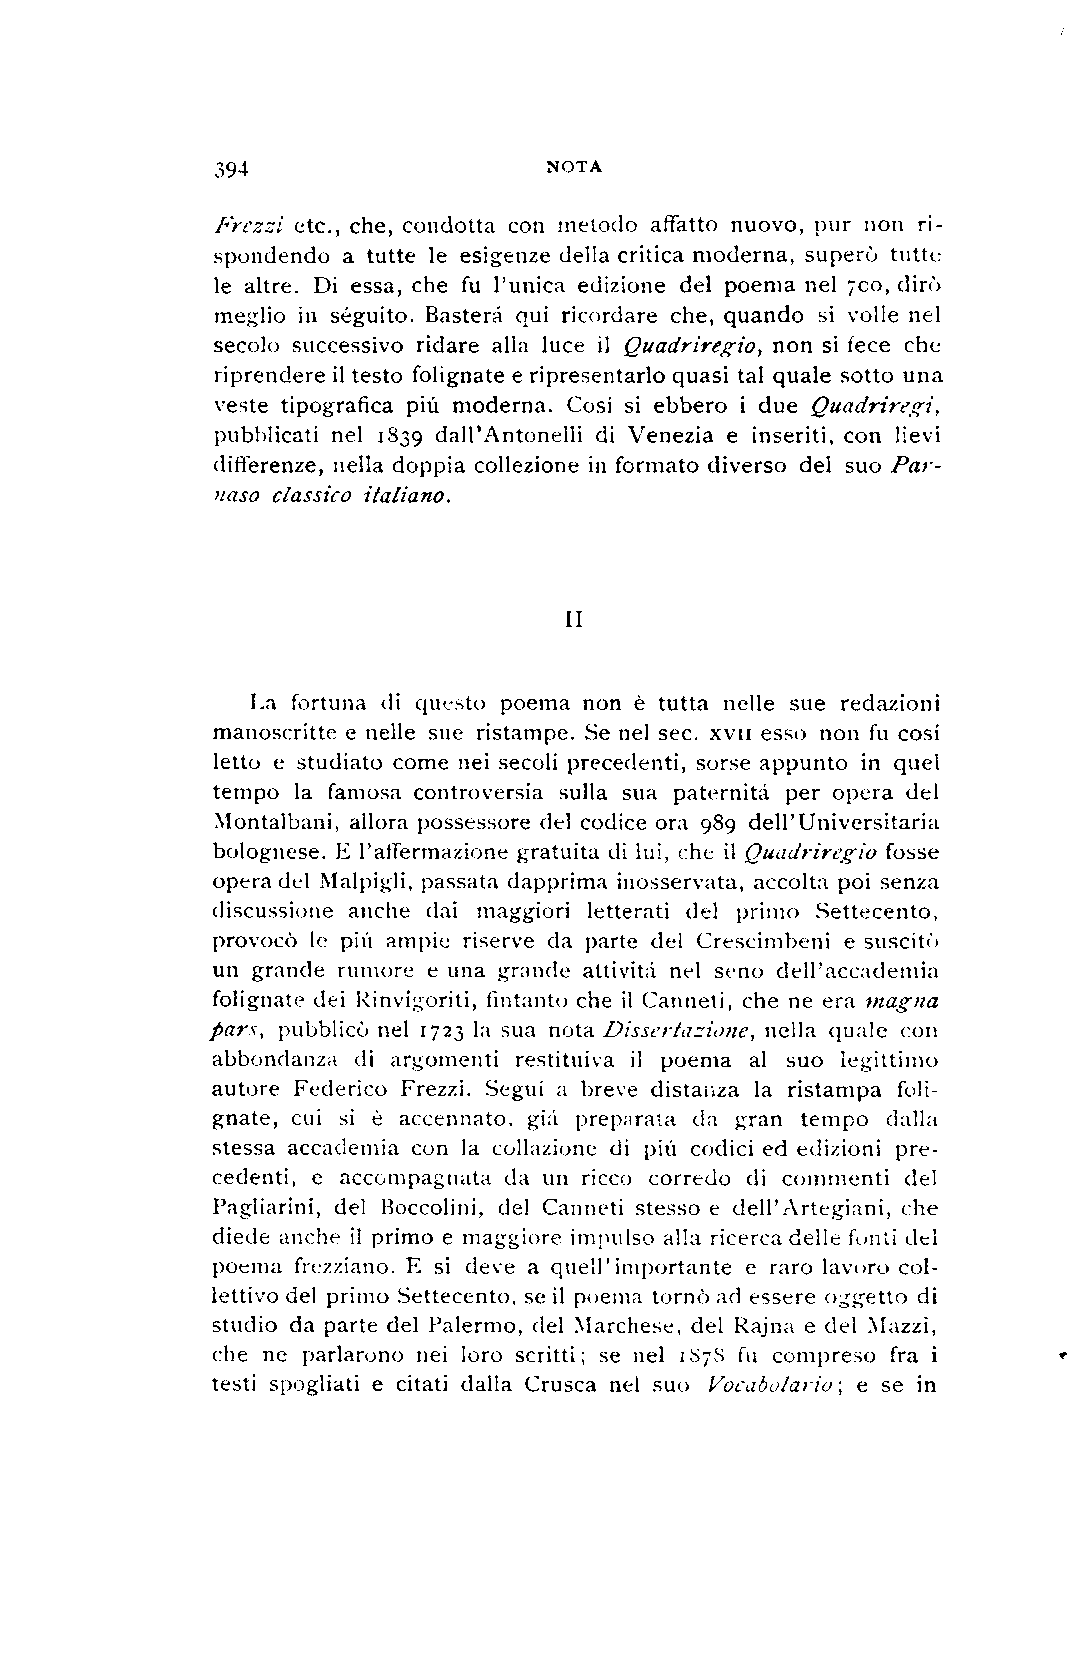 394 NOTA
Frezzi etc., che, condotta con metodo affatto nuovo, pur non ri-
spondendo a tutte le esigenze della critica moderna, superò tutte
le altre. Di essa, che fu l'unica edizione del poema nel 700, dirò
meglio in séguito. Basterá qui ricordare che, quando si volle nel
secolo successivo ridare alla luce il Quadriregio, non si fece che
riprendere il testo folignate e ripresentarlo quasi tal quale sotto una
veste tipografica piú moderna. Cosi si ebbero i due Quadriregi,
pubblicati nel 1839 dall'Antonelli di Venezia e inseriti, con lievi
differenze, nella doppia collezione in formato diverso del suo Par-
naso classico italiano.
II
La fortuna di questo poema non è tutta nelle sue redazioni
manoscritte e nelle sue ristampe. Se nel sec. XVII esso non fu cosi
letto e studiato come nei secoli precedenti, sorse appunto in quel
tempo la famosa controversia sulla sua paternitá per opera del
Montalbani, allora possessore del codice ora 989 dell'Universitaria
bolognese. E l'affermazione gratuita di lui, che il Quadriregio fosse
opera del Malpigli, passata dapprima inosservata, accolta poi senza
discussione anche dai maggiori letterati del primo Settecento,
provocò le piú ampie riserve da parte del Crescimbeni e suscitò
un grande rumore e una grande attivitá nel seno dell'accademia
folignate dei Rinvigoriti, fintanto che il Canneti, che ne era magna
pars, pubblicò nel 1723 la sua nota Dissertazione, nella quale con
abbondanza di argomenti restituiva il poema al suo legittimo
autore Federico Frezzi. Seguí a breve distanza la ristampa foli-
gnate, cui si è accennato, giá preparata da gran tempo dalla
stessa accademia con la collazione di piú codici ed edizioni pre-
cedenti, e accompagnata da un ricco corredo di commenti del
Pagliarini, del Boccolini, del Canneti stesso e dell'Artegiani, che
diede anche il primo e maggiore impulso alla ricerca delle fonti del
poema frezziano. E si deve a quell'importante e raro lavoro col-
lettivo del primo Settecento, se il poema tornò ad essere oggetto di
studio da parte del Palermo, del Marchese, del Rajna e del Mazzi,
che ne parlarono nei loro scritti; se nel 1878 fu compreso fra i
testi spogliati e citati dalla Crusca nel suo Vocabolario; e se in